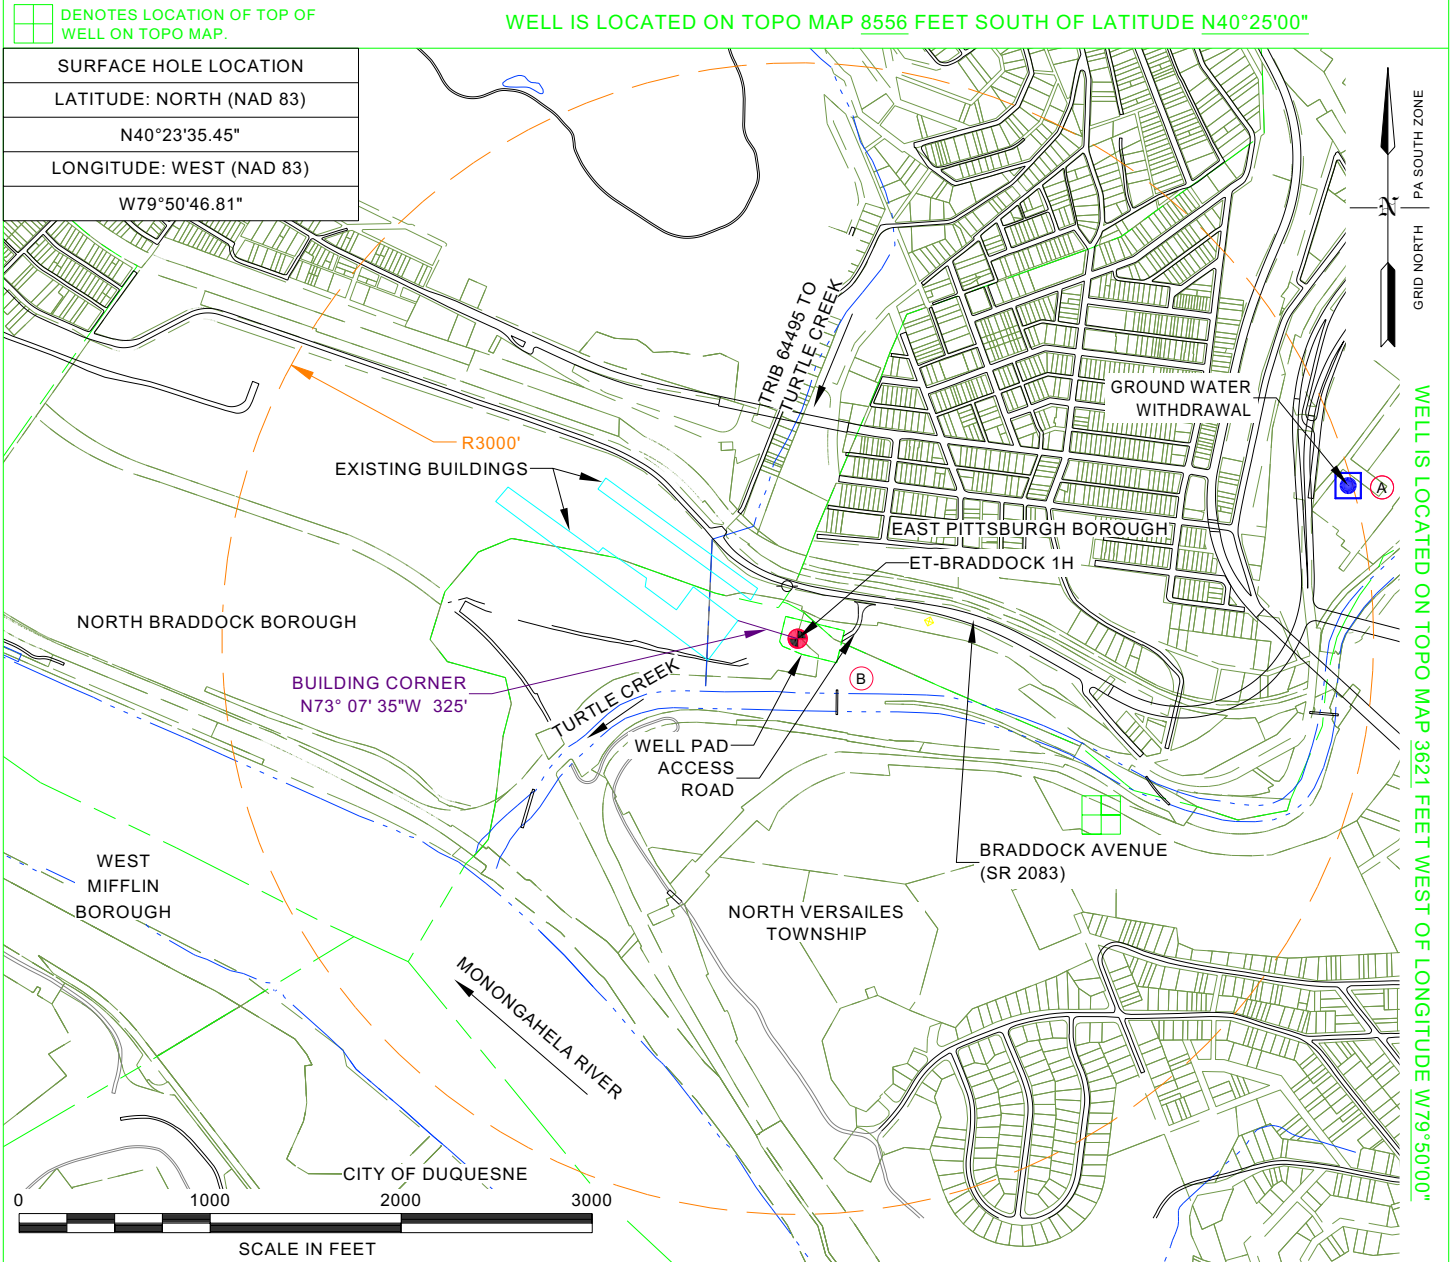 DENOTES LOCATION OF TOP OF
WELL ON TOPO MAP.
WELL IS LOCATED ON TOPO MAP 8556 FEET SOUTH OF LATITUDE N40°25'00"
SURFACE HOLE LOCATION
LATITUDE: NORTH (NAD 83)
N40°23'35.45"
LONGITUDE: WEST (NAD 83)
W79°50'46.81"
GRID NORTH
N
PA SOUTH ZONE
TRIB 64495 TO
TURTLE CREEK
GROUND WATER
WITHDRAWAL
A
R3000'
EXISTING BUILDINGS
EAST PITTSBURGH BOROUGH
ET-BRADDOCK 1H
NORTH BRADDOCK BOROUGH
BUILDING CORNER
N73° 07' 35"W 325'
TURTLE CREEK
B
WELL PAD
ACCESS
ROAD
BRADDOCK AVENUE
(SR 2083)
WEST
MIFFLIN
BOROUGH
NORTH VERSAILES
TOWNSHIP
MONONGAHELA RIVER
CITY OF DUQUESNE
0 1000 2000 3000
SCALE IN FEET
WELL IS LOCATED ON TOPO MAP 3621 FEET WEST OF LONGITUDE W79°50'00"